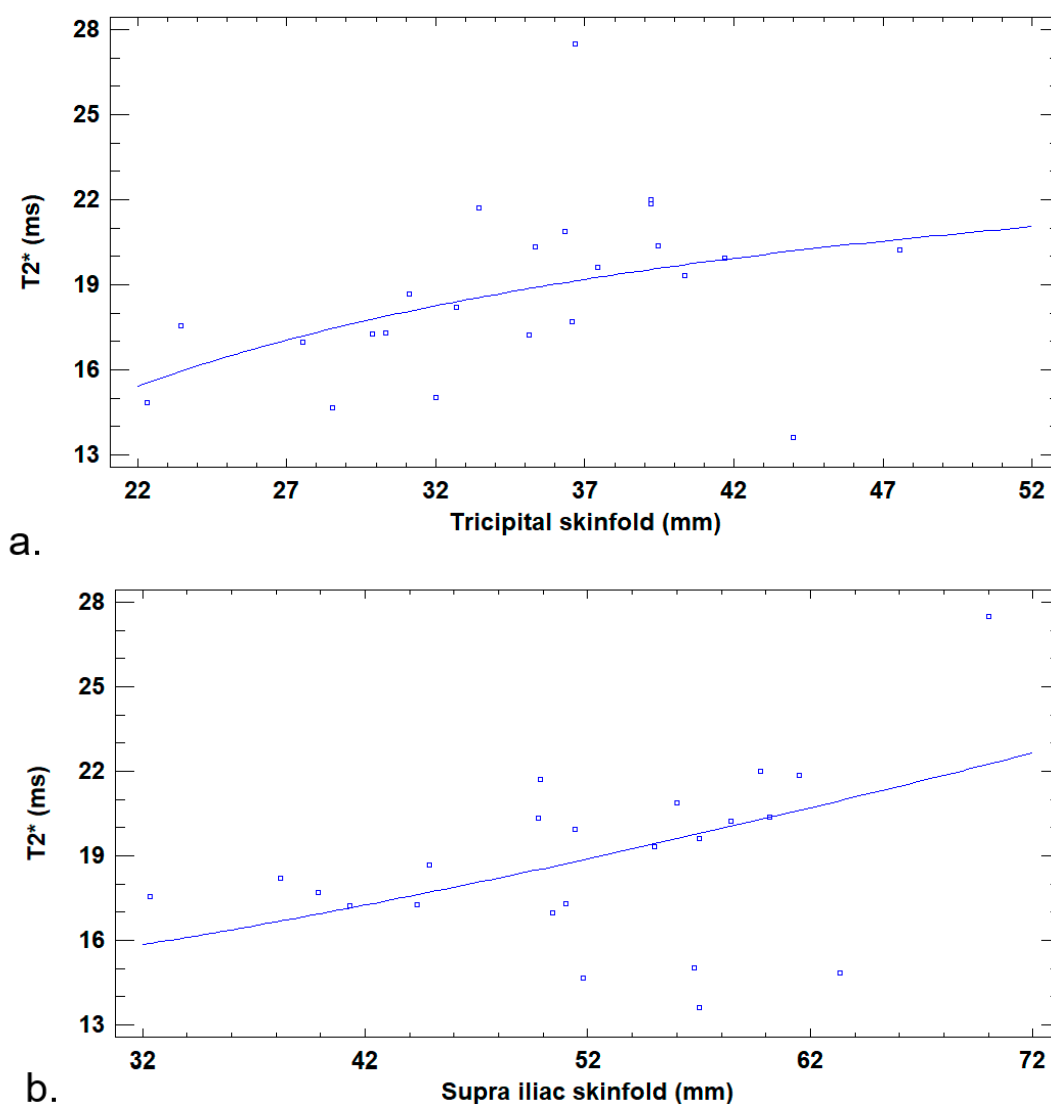 28
25
22
19
16
13
T2* (ms)
22 27 32 37 42 47 52
Tricipital skinfold (mm)
a.
28
25
22
19
16
13
T2* (ms)
32 42 52 62 72
Supra iliac skinfold (mm)
b.